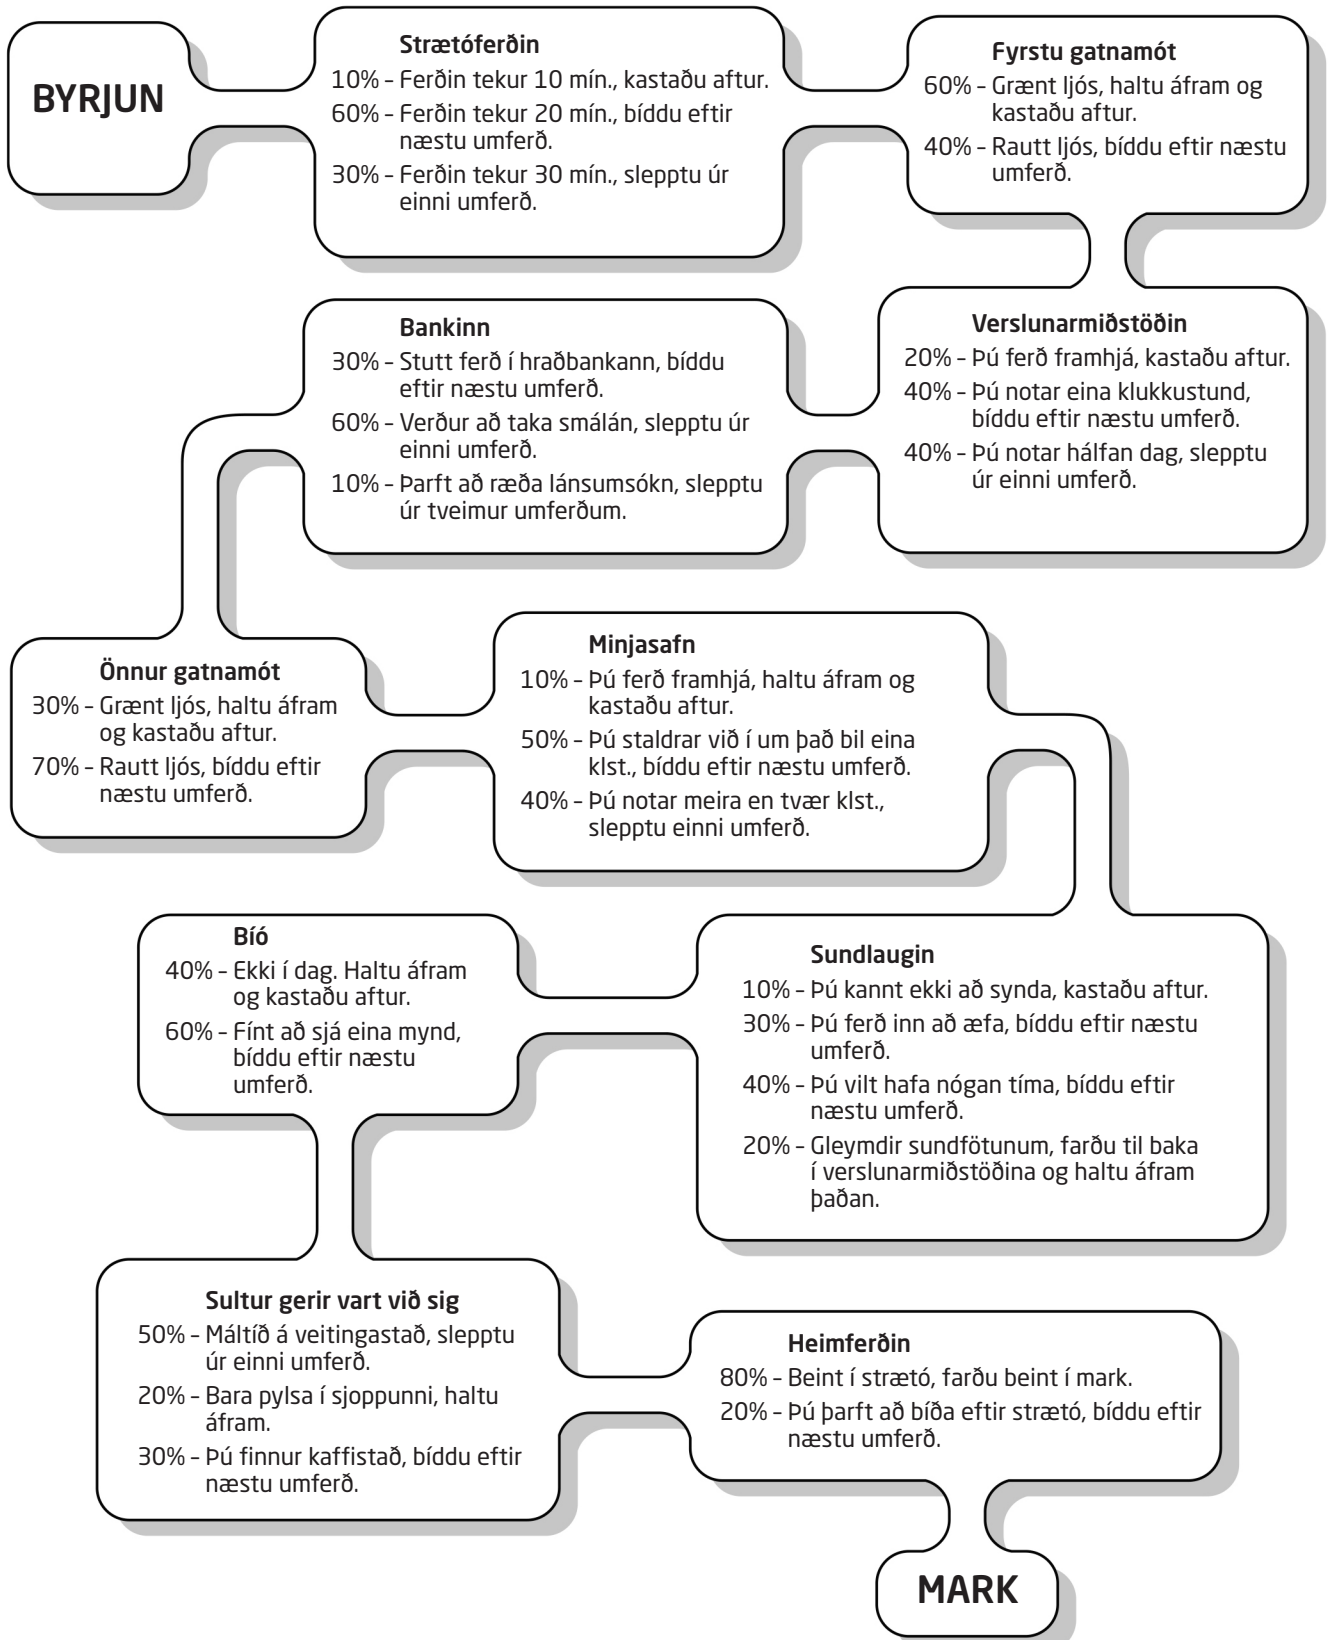 BYRJUN
Strætóferðin
10% – Ferðin tekur 10 mín., kastaðu aftur.
60% – Ferðin tekur 20 mín., bíddu eftir
næstu umferð.
30% – Ferðin tekur 30 mín., slepptu úr
einni umferð.
Fyrstu gatnamót
60% – Grænt ljós, haltu áfram og
kastaðu aftur.
40% – Rautt ljós, bíddu eftir næstu
umferð.
Verslunarmiðstöðin
20% – Þú ferð framhjá, kastaðu aftur.
40% – Þú notar eina klukkustund,
bíddu eftir næstu umferð.
40% – Þú notar hálfan dag, slepptu
úr einni umferð.
Bankinn
30% – Stutt ferð í hraðbankann, bíddu
eftir næstu umferð.
60% – Verður að taka smálán, slepptu úr
einni umferð.
10% – Þarft að ræða lánsumsókn, slepptu
úr tveimur umferðum.
Önnur gatnamót
30% – Grænt ljós, haltu áfram
og kastaðu aftur.
70% – Rautt ljós, bíddu eftir
næstu umferð.
Minjasafn
10% – Þú ferð framhjá, haltu áfram og
kastaðu aftur.
50% – Þú staldrar við í um það bil eina
klst., bíddu eftir næstu umferð.
40% – Þú notar meira en tvær klst.,
slepptu einni umferð.
Sundlaugin
10% – Þú kannt ekki að synda, kastaðu aftur.
30% – Þú ferð inn að æfa, bíddu eftir næstu
umferð.
40% – Þú vilt hafa nógan tíma, bíddu eftir
næstu umferð.
20% – Gleymdir sundfötunum, farðu til baka
í verslunarmiðstöðina og haltu áfram
þaðan.
Bíó
40% – Ekki í dag. Haltu áfram
og kastaðu aftur.
60% – Fínt að sjá eina mynd,
bíddu eftir næstu
umferð.
Sultur gerir vart við sig
50% – Máltíð á veitingastað, slepptu
úr einni umferð.
20% – Bara pylsa í sjoppunni, haltu
áfram.
30% – Þú finnur kaffistað, bíddu eftir
næstu umferð.
Heimferðin
80% – Beint í strætó, farðu beint í mark.
20% – Þú þarft að bíða eftir strætó, bíddu eftir
næstu umferð.
MARK